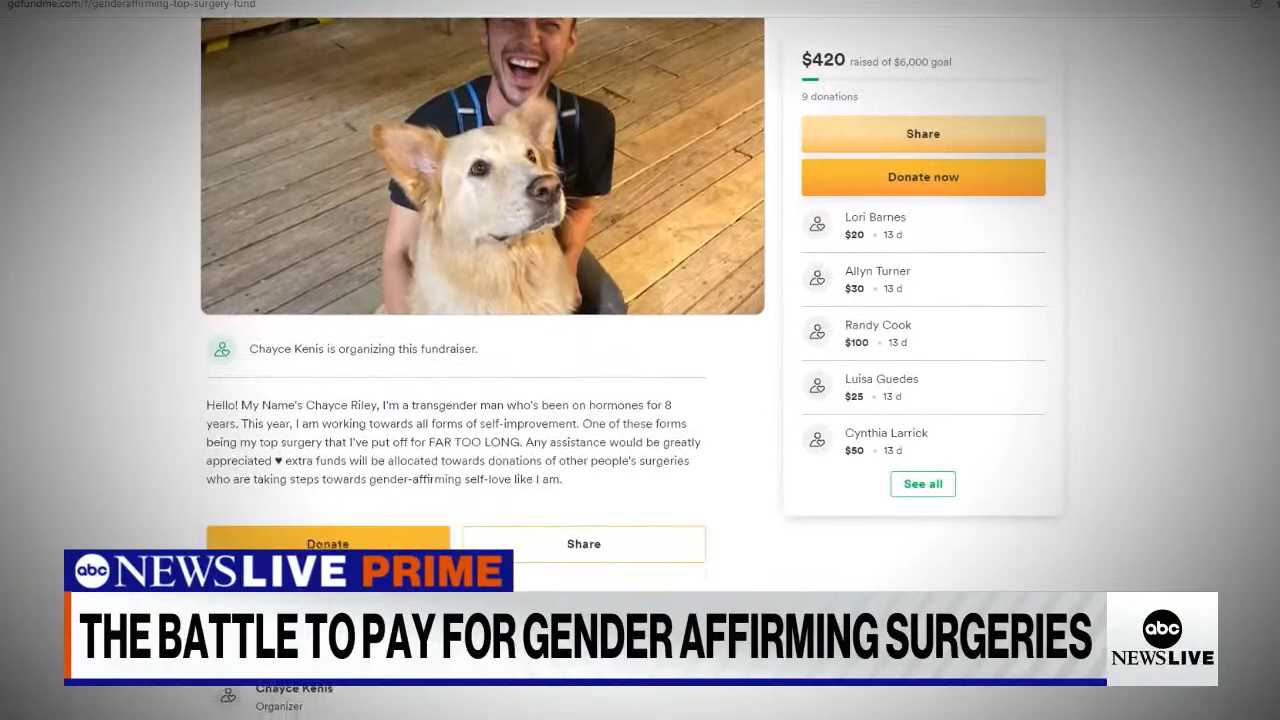 gofundme.com/f/genderaffirming-top-surgery-fund
$420 raised of $6,000 goal
9 donations
Share
Donate now
Lori Barnes
$20 • 13 d
Allyn Turner
$30 • 13 d
Randy Cook
$100 • 13 d
Luisa Guedes
$25 • 13 d
Cynthia Larrick
$50 • 13 d
See all
Chayce Kenis is organizing this fundraiser.
Hello! My Name's Chayce Riley, I'm a transgender man who's been on hormones for 8
years. This year, I am working towards all forms of self-improvement. One of these forms
being my top surgery that I've put off for FAR TOO LONG. Any assistance would be greatly
appreciated ♥ extra funds will be allocated towards donations of other people's surgeries
who are taking steps towards gender-affirming self-love like I am.
Donate
Share
abc NEWS LIVE PRIME
THE BATTLE TO PAY FOR GENDER AFFIRMING SURGERIES
abc
NEWS LIVE
Chayce Kenis
Organizer